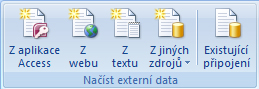 Z aplikace Access
Z webu
Z textu
Z jiných zdrojů
Existující připojení
Načíst externí data